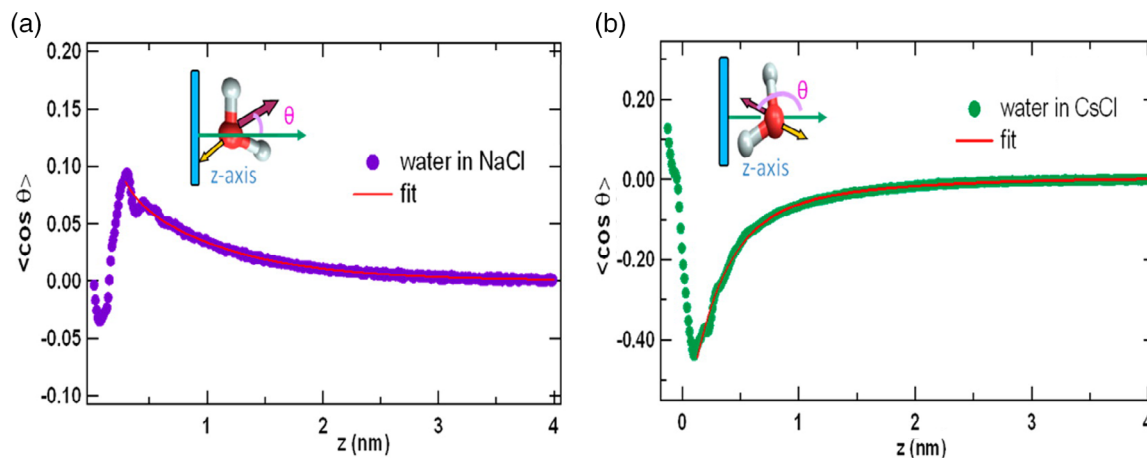 (a)
0.20
0.15
0.10
0.05
0.00
-0.05
-0.10
<cos θ>
θ
z-axis
water in NaCl
fit
1
2
3
4
z (nm)
(b)
0.20
0.00
-0.20
-0.40
<cos θ>
θ
z-axis
water in CsCl
fit
0
1
2
3
4
z (nm)